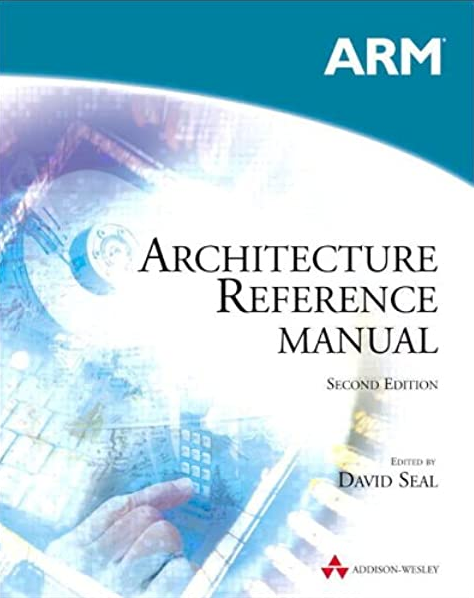 ARM
ARCHITECTURE
REFERENCE
MANUAL
SECOND EDITION
EDITED BY
DAVID SEAL
ADDISON-WESLEY